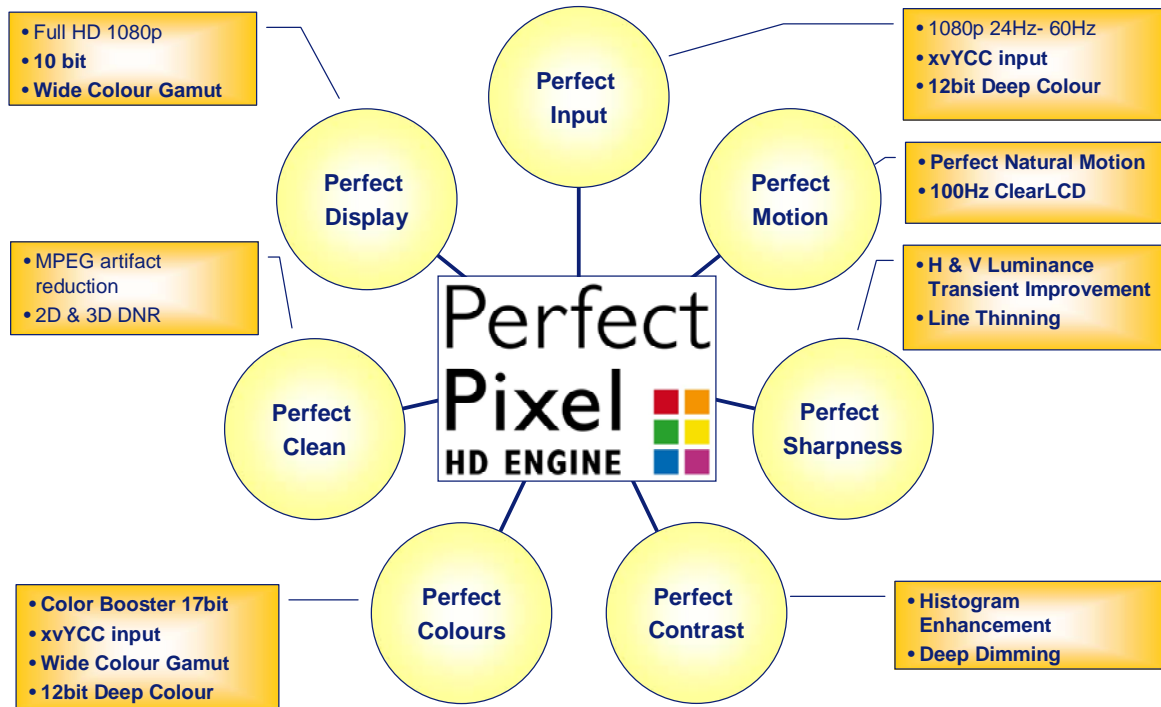 • Full HD 1080p
• 10 bit
• Wide Colour Gamut
Perfect
Input
• 1080p 24Hz- 60Hz
• xvYCC input
• 12bit Deep Colour
Perfect
Display
Perfect
Motion
• Perfect Natural Motion
• 100Hz ClearLCD
• MPEG artifact
reduction
• 2D & 3D DNR
Perfect
Pixel
HD ENGINE
• H & V Luminance
Transient Improvement
• Line Thinning
Perfect
Clean
Perfect
Sharpness
• Color Booster 17bit
• xvYCC input
• Wide Colour Gamut
• 12bit Deep Colour
Perfect
Colours
Perfect
Contrast
• Histogram
Enhancement
• Deep Dimming